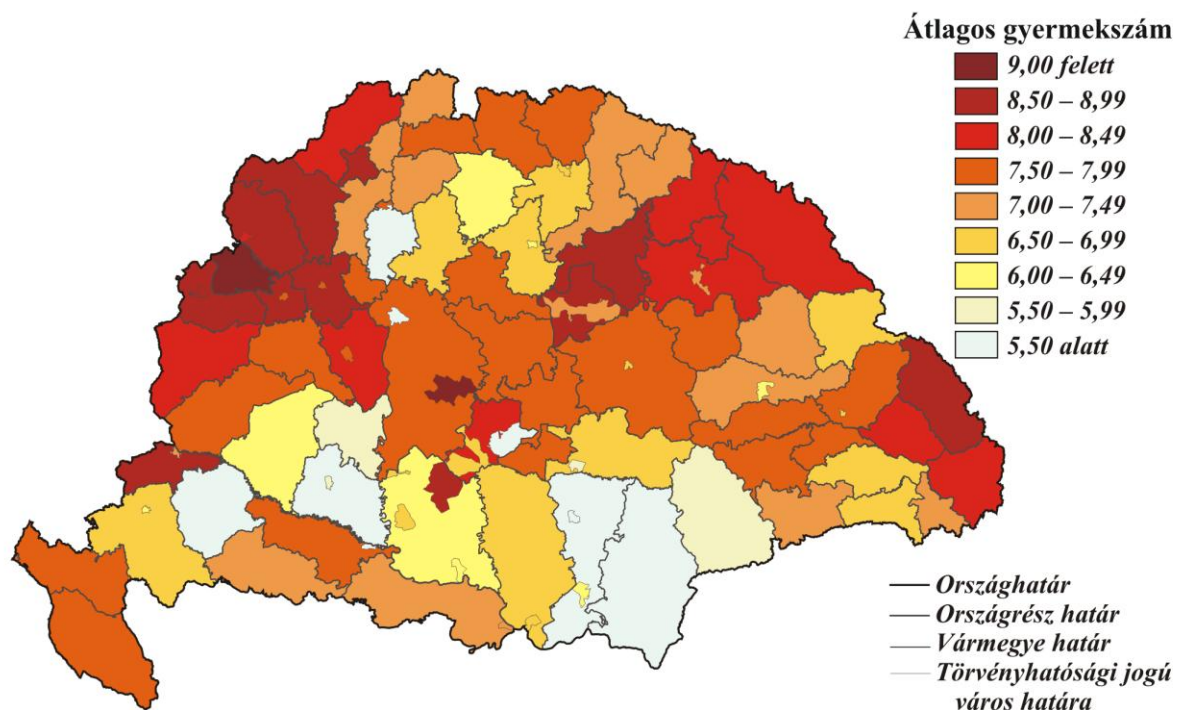 Átlagos gyermekszám
9,00 felett
8,50 – 8,99
8,00 – 8,49
7,50 – 7,99
7,00 – 7,49
6,50 – 6,99
6,00 – 6,49
5,50 – 5,99
5,50 alatt
Országhatár
Országrész határ
Vármegye határ
Törvényhatósági jogú
város határa